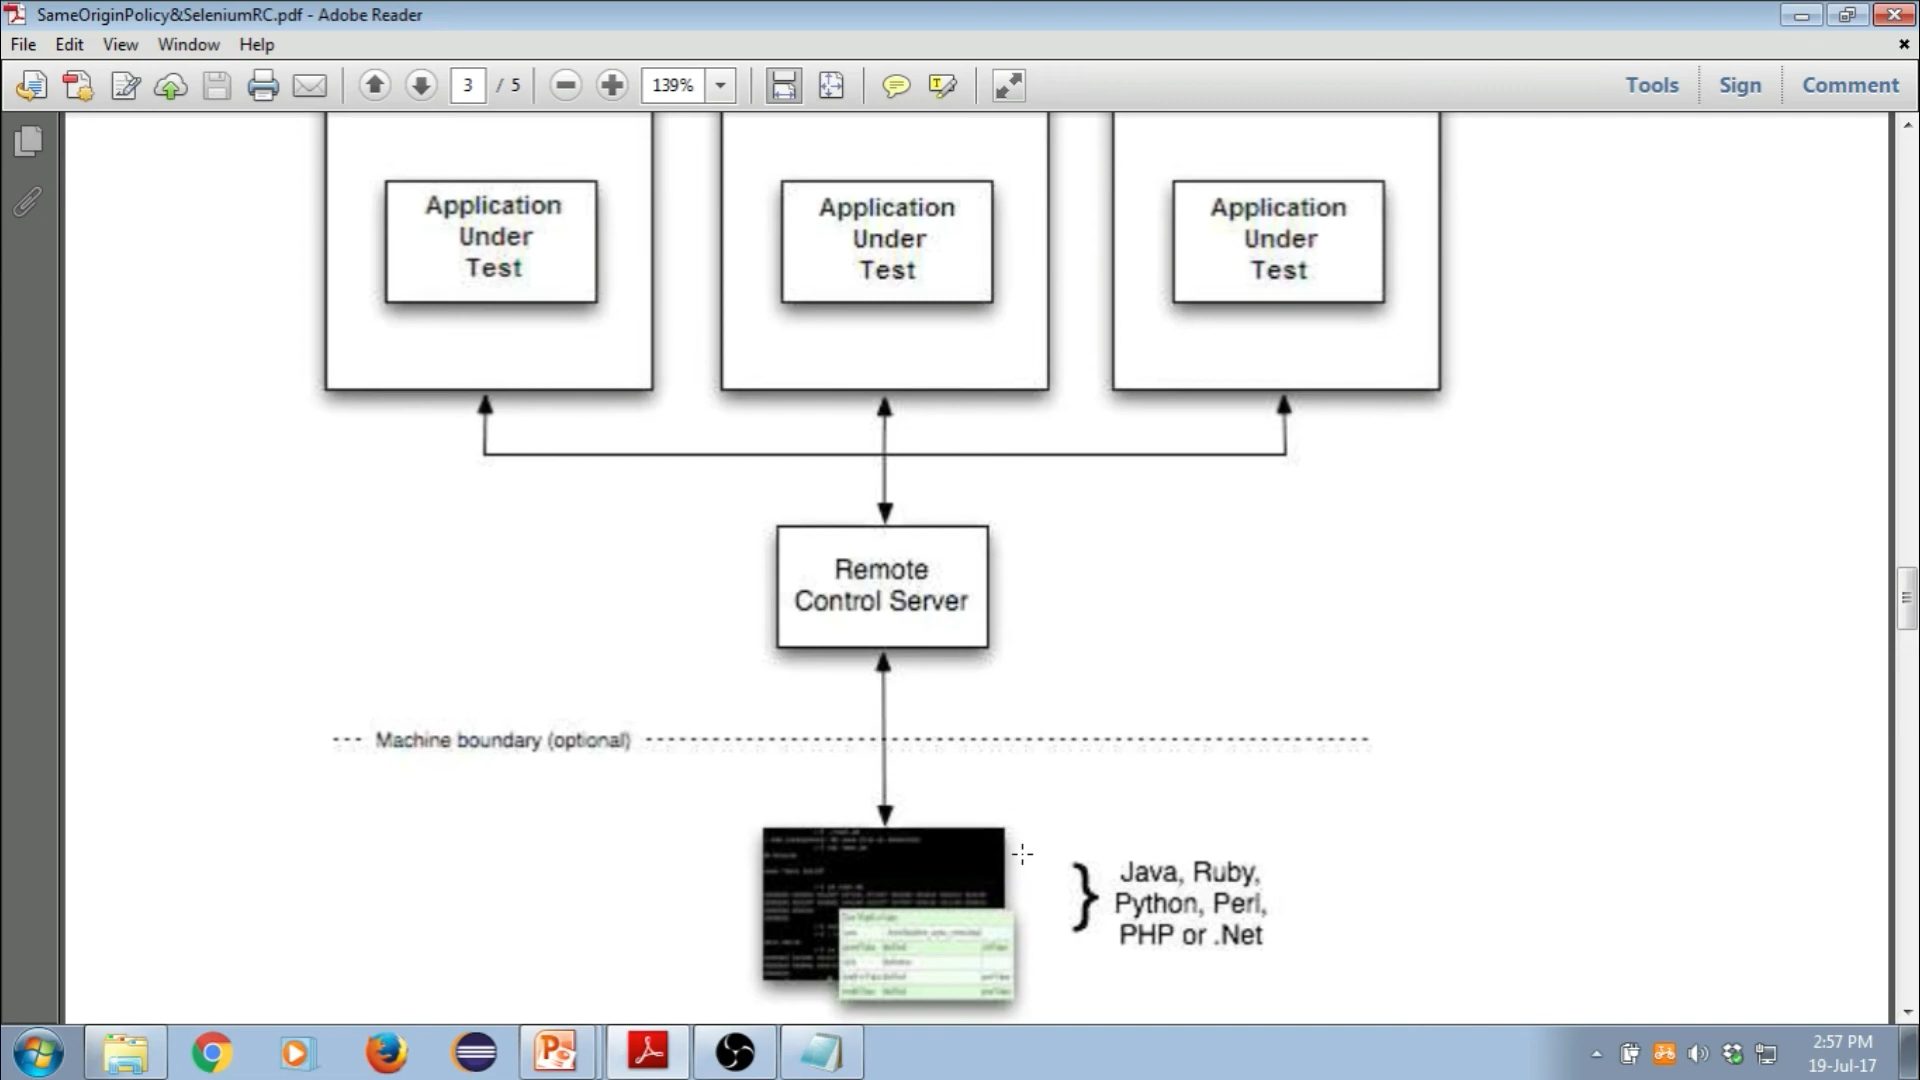 SameOriginPolicy&SeleniumRC.pdf - Adobe Reader
File Edit View Window Help
3 / 5 139% Tools Sign Comment
Application Under Test
Application Under Test
Application Under Test
Remote
Control Server
Machine boundary (optional)
Java, Ruby,
Python, Perl,
PHP or .Net
2:57 PM
19-Jul-17